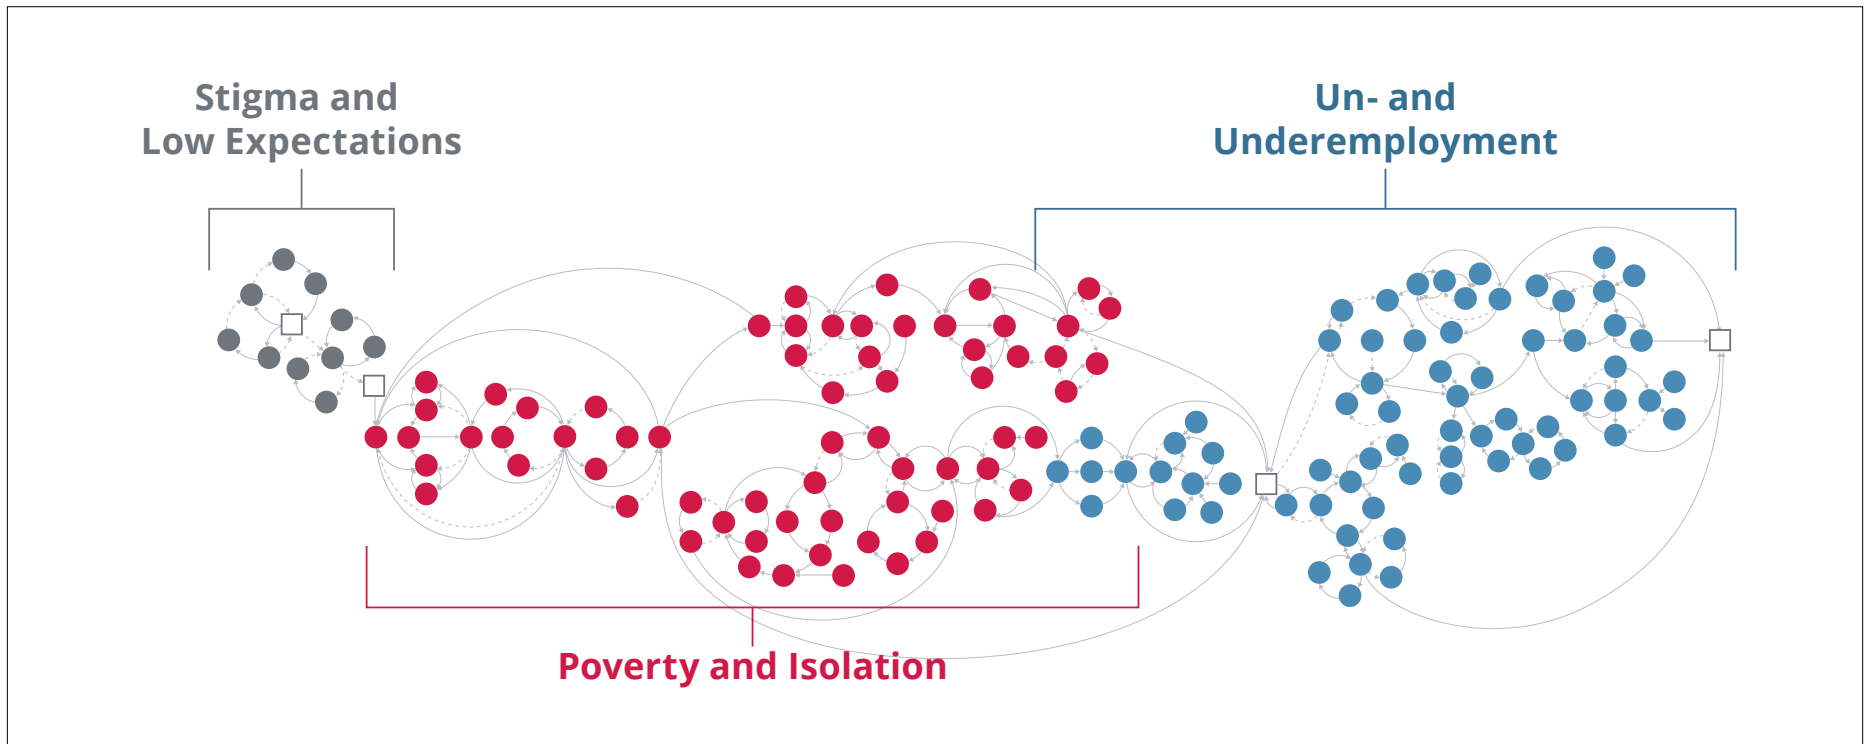 Stigma and
Low Expectations
Un- and
Underemployment
Poverty and Isolation